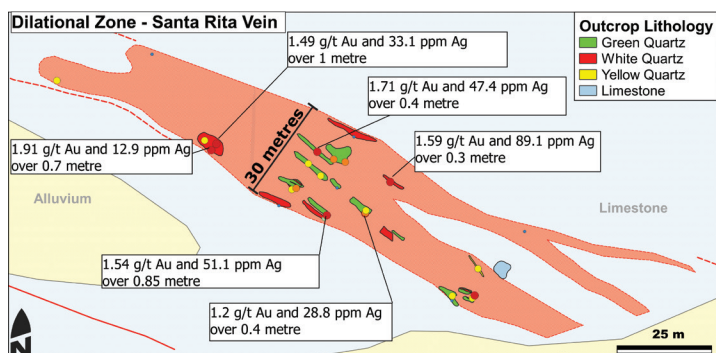 Dilational Zone - Santa Rita Vein
Outcrop Lithology
Green Quartz
White Quartz
Yellow Quartz
Limestone
1.49 g/t Au and 33.1 ppm Ag
over 1 metre
1.71 g/t Au and 47.4 ppm Ag
over 0.4 metre
1.59 g/t Au and 89.1 ppm Ag
over 0.3 metre
1.91 g/t Au and 12.9 ppm Ag
over 0.7 metre
30 metres
Alluvium
Limestone
1.54 g/t Au and 51.1 ppm Ag
over 0.85 metre
1.2 g/t Au and 28.8 ppm Ag
over 0.4 metre
N
25 m